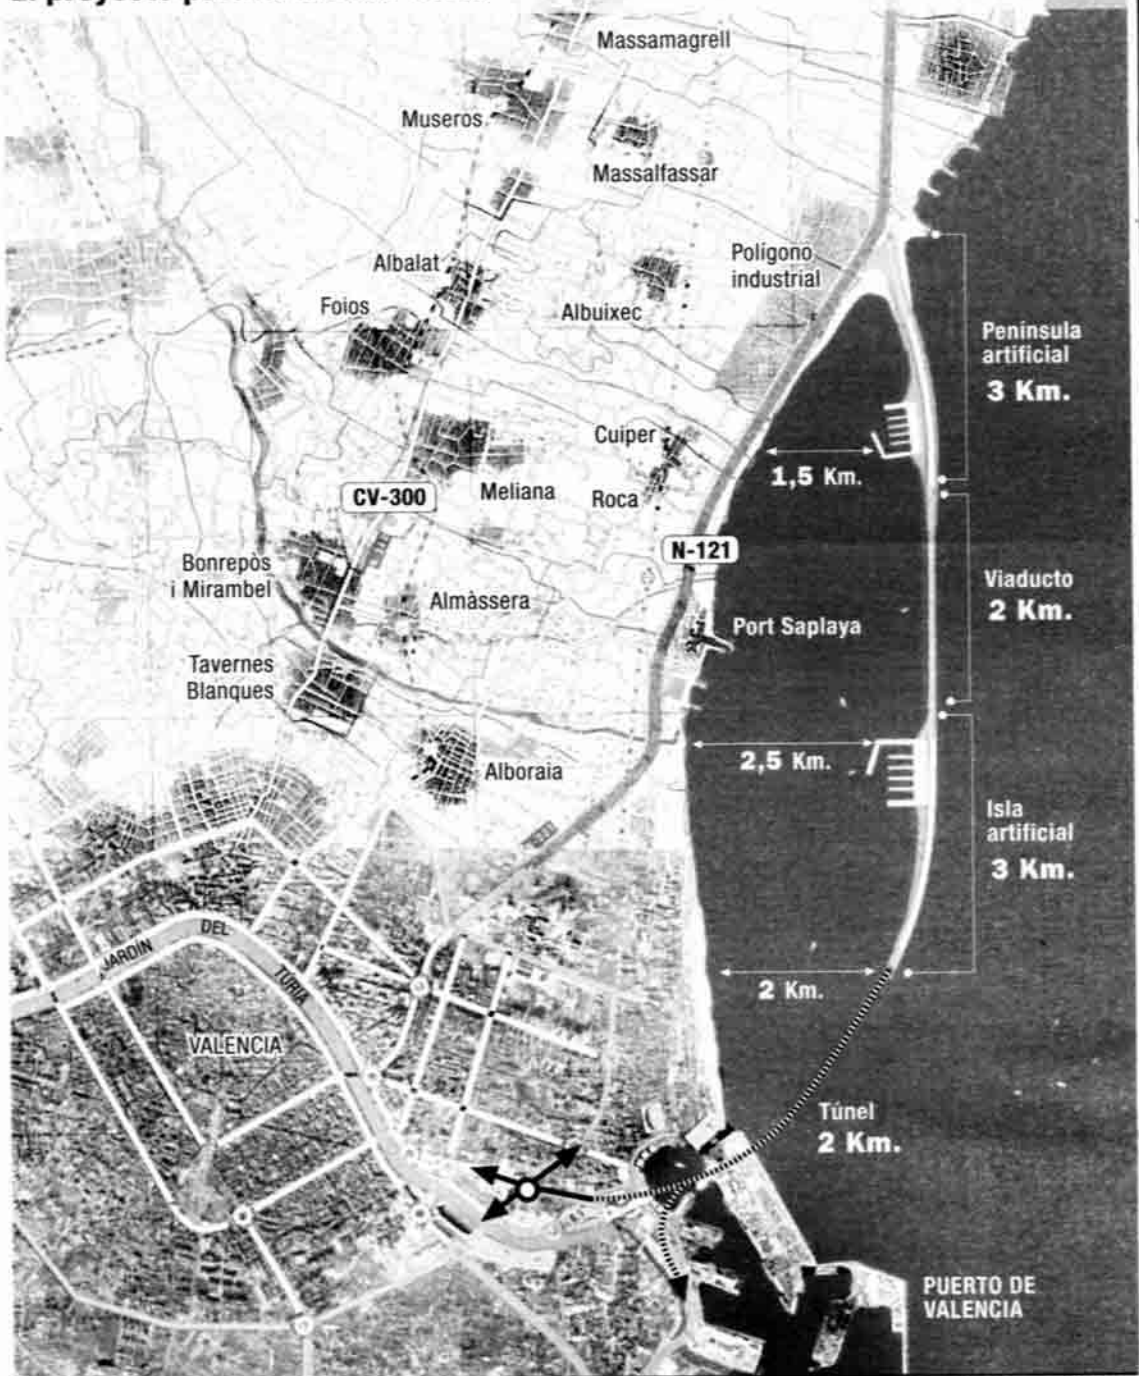 Massamagrell
Museros
Massalfassar
Albalat
Polígono
industrial
Foios
Albuixec
Península
artificial
3 Km.
Cuiper
1,5 Km.
CV-300
Meliana
Roca
N-121
Bonrepòs
i Mirambel
Almàssera
Viaducto
2 Km.
Port Saplaya
Tavernes
Blanques
2,5 Km.
Alboraia
Isla
artificial
3 Km.
JARDIN
DEL
TURIA
2 Km.
VALENCIA
Túnel
2 Km.
PUERTO DE
VALENCIA